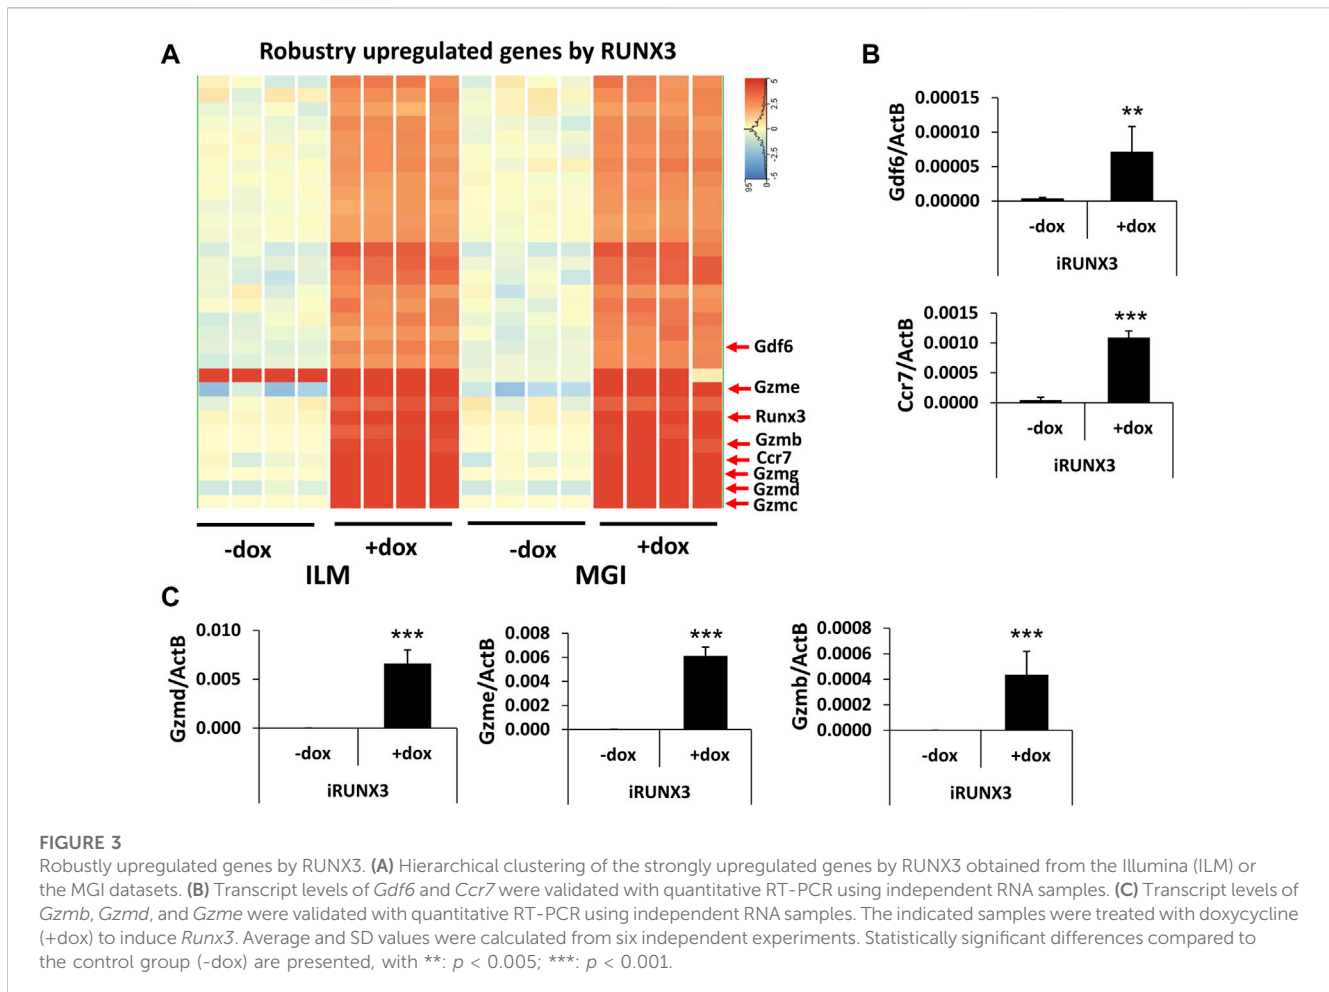 A
Robustry upregulated genes by RUNX3
5
2.5
0
-2.5
-5
95
0
Gdf6
Gzme
Runx3
Gzmb
Ccr7
Gzmg
Gzmd
Gzmc
-dox
+dox
-dox
+dox
ILM
MGI
B
Gdf6/ActB
0.00015
0.00010
0.00005
0.00000
**
-dox
+dox
iRUNX3
Ccr7/ActB
0.0015
0.0010
0.0005
0.0000
***
-dox
+dox
iRUNX3
C
Gzmd/ActB
0.010
0.005
0.000
***
-dox
+dox
iRUNX3
Gzme/ActB
0.008
0.006
0.004
0.002
0.000
***
-dox
+dox
iRUNX3
Gzmb/ActB
0.0008
0.0006
0.0004
0.0002
0.0000
***
-dox
+dox
iRUNX3
FIGURE 3
Robustly upregulated genes by RUNX3. (A) Hierarchical clustering of the strongly upregulated genes by RUNX3 obtained from the Illumina (ILM) or
the MGI datasets. (B) Transcript levels of Gdf6 and Ccr7 were validated with quantitative RT-PCR using independent RNA samples. (C) Transcript levels of
Gzmb, Gzmd, and Gzme were validated with quantitative RT-PCR using independent RNA samples. The indicated samples were treated with doxycycline
(+dox) to induce Runx3. Average and SD values were calculated from six independent experiments. Statistically significant differences compared to
the control group (-dox) are presented, with **: p < 0.005; ***: p < 0.001.